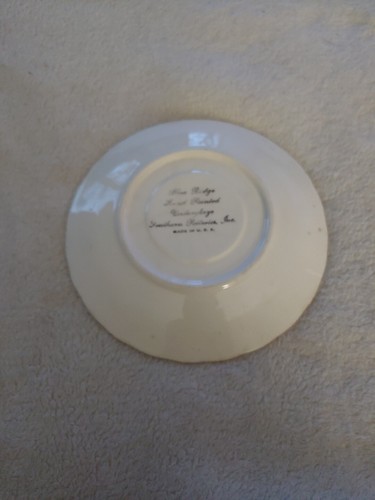 Blue Ridge
Hand Painted
Underglaze
Southern Potteries, Inc.
MADE IN U.S.A.